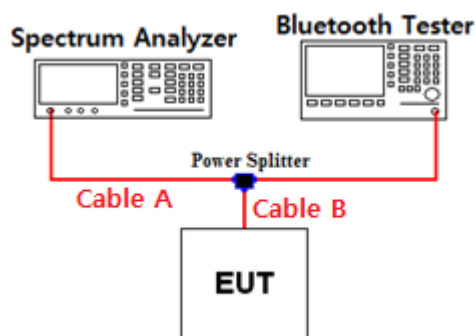 Spectrum Analyzer
Bluetooth Tester
Power Splitter
Cable A
Cable B
EUT